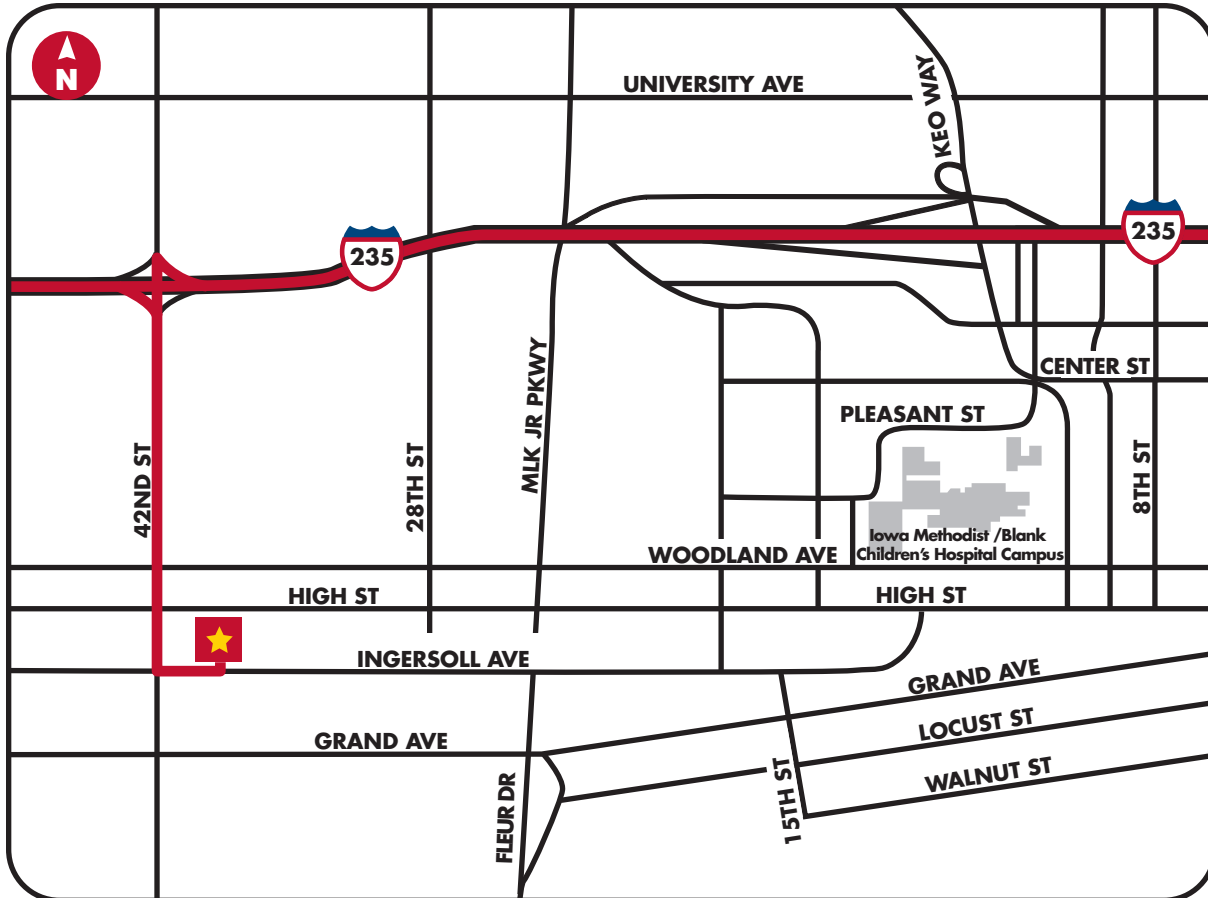 N
UNIVERSITY AVE
KEO WAY
235
235
MLK JR PKWY
CENTER ST
PLEASANT ST
42ND ST
28TH ST
8TH ST
Iowa Methodist /Blank
Children's Hospital Campus
WOODLAND AVE
HIGH ST
HIGH ST
INGERSOLL AVE
GRAND AVE
LOCUST ST
GRAND AVE
WALNUT ST
FLEUR DR
15TH ST